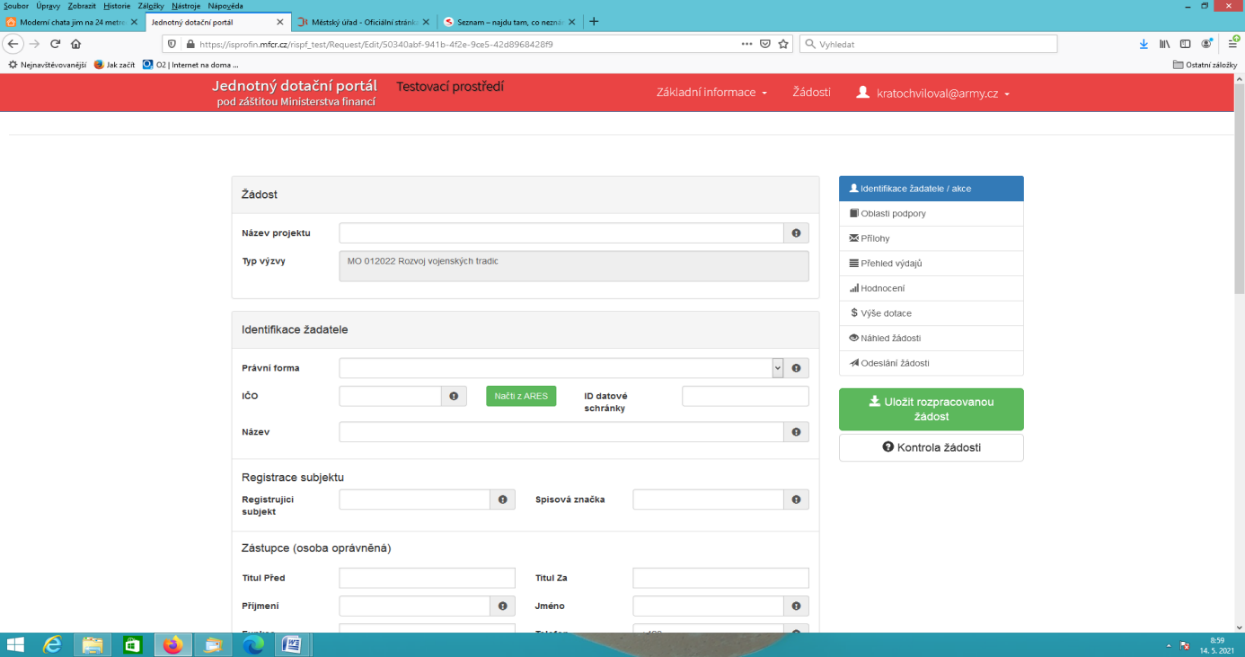 Soubor Úpravy Zobrazit Historie Záložky Nástroje Nápověda
Moderní chata jim na 24 metre
Jednotný dotační portál
Městský úřad - Oficiální stránk
Seznam – najdu tam, co nezná
https://isprofin.mfcr.cz/rispf_test/Request/Edit/50340abf-941b-4f2e-9ce5-42d8968428f9
Vyhledat
Nejnavštěvovanější Jak začít O2 | Internet na doma ... Ostatní záložky
Jednotný dotační portál
pod záštitou Ministerstva financí
Testovací prostředí
Základní informace
Žádosti
kratochviloval@army.cz
Žádost
Název projektu
Typ výzvy MO 012022 Rozvoj vojenských tradic
Identifikace žadatele
Právní forma
IČO Načti z ARES ID datové
schránky
Název
Registrace subjektu
Registrující
subjekt
Spisová značka
Zástupce (osoba oprávněná)
Titul Před Titul Za
Příjmení Jméno
Identifikace žadatele / akce
Oblasti podpory
Přílohy
Přehled výdajů
Hodnocení
Výše dotace
Náhled žádosti
Odeslání žádosti
Uložit rozpracovanou
žádost
Kontrola žádosti
8:59
14. 5. 2021